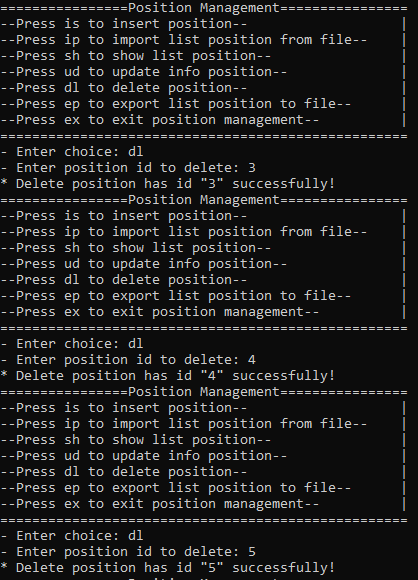 ================Position Management================
--Press is to insert position--                   |
--Press ip to import list position from file--    |
--Press sh to show list position--                |
--Press ud to update info position--              |
--Press dl to delete position--                   |
--Press ep to export list position to file--      |
--Press ex to exit position management--          |
===================================================
- Enter choice: dl
- Enter position id to delete: 3
* Delete position has id "3" successfully!
================Position Management================
--Press is to insert position--                   |
--Press ip to import list position from file--    |
--Press sh to show list position--                |
--Press ud to update info position--              |
--Press dl to delete position--                   |
--Press ep to export list position to file--      |
--Press ex to exit position management--          |
===================================================
- Enter choice: dl
- Enter position id to delete: 4
* Delete position has id "4" successfully!
================Position Management================
--Press is to insert position--                   |
--Press ip to import list position from file--    |
--Press sh to show list position--                |
--Press ud to update info position--              |
--Press dl to delete position--                   |
--Press ep to export list position to file--      |
--Press ex to exit position management--          |
===================================================
- Enter choice: dl
- Enter position id to delete: 5
* Delete position has id "5" successfully!